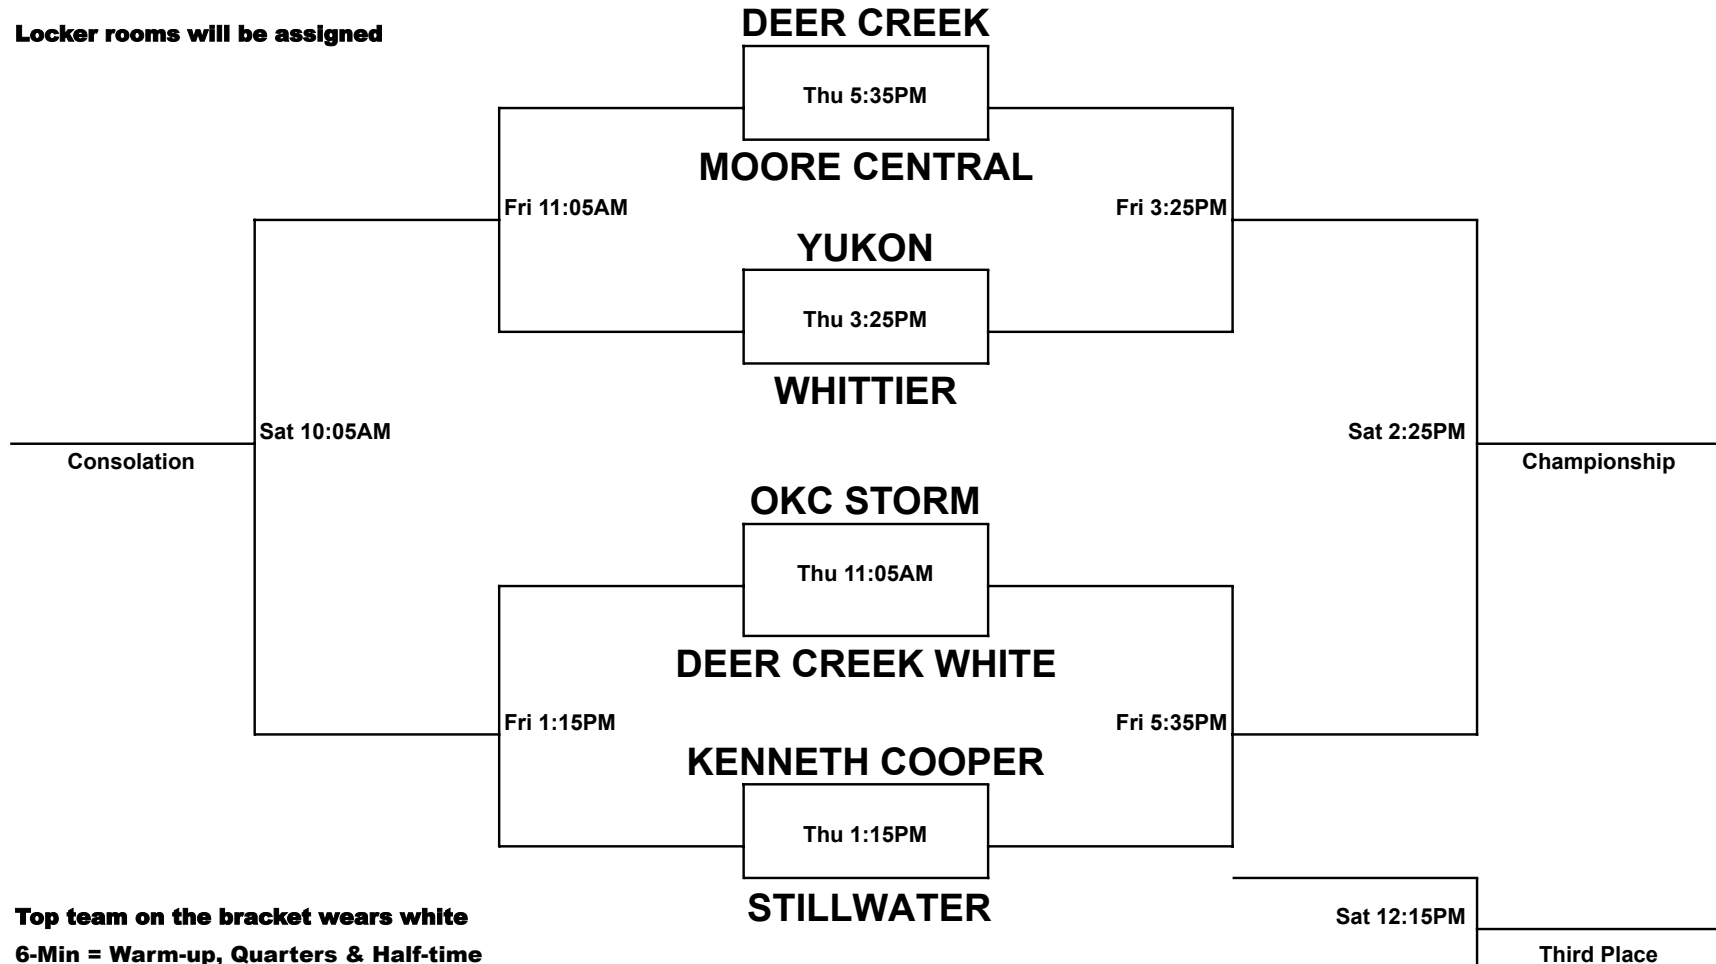 DEER CREEK
Locker rooms will be assigned
Thu 5:35PM
MOORE CENTRAL
Fri 11:05AM
Fri 3:25PM
YUKON
Thu 3:25PM
WHITTIER
Sat 10:05AM
Sat 2:25PM
Consolation
Championship
OKC STORM
Thu 11:05AM
DEER CREEK WHITE
Fri 1:15PM
Fri 5:35PM
KENNETH COOPER
Thu 1:15PM
STILLWATER
Top team on the bracket wears white
Sat 12:15PM
6-Min = Warm-up, Quarters & Half-time
Third Place